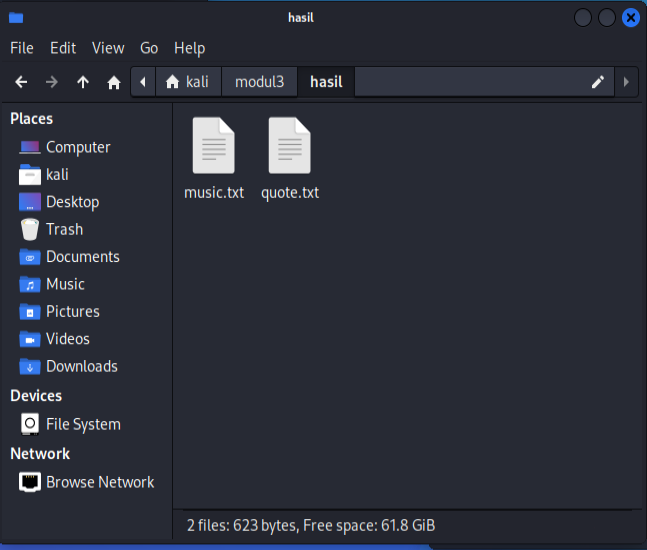 hasil
File Edit View Go Help
kali modul3 hasil
Places
Computer
kali
Desktop
Trash
Documents
Music
Pictures
Videos
Downloads
Devices
File System
Network
Browse Network
music.txt quote.txt
2 files: 623 bytes, Free space: 61.8 GiB